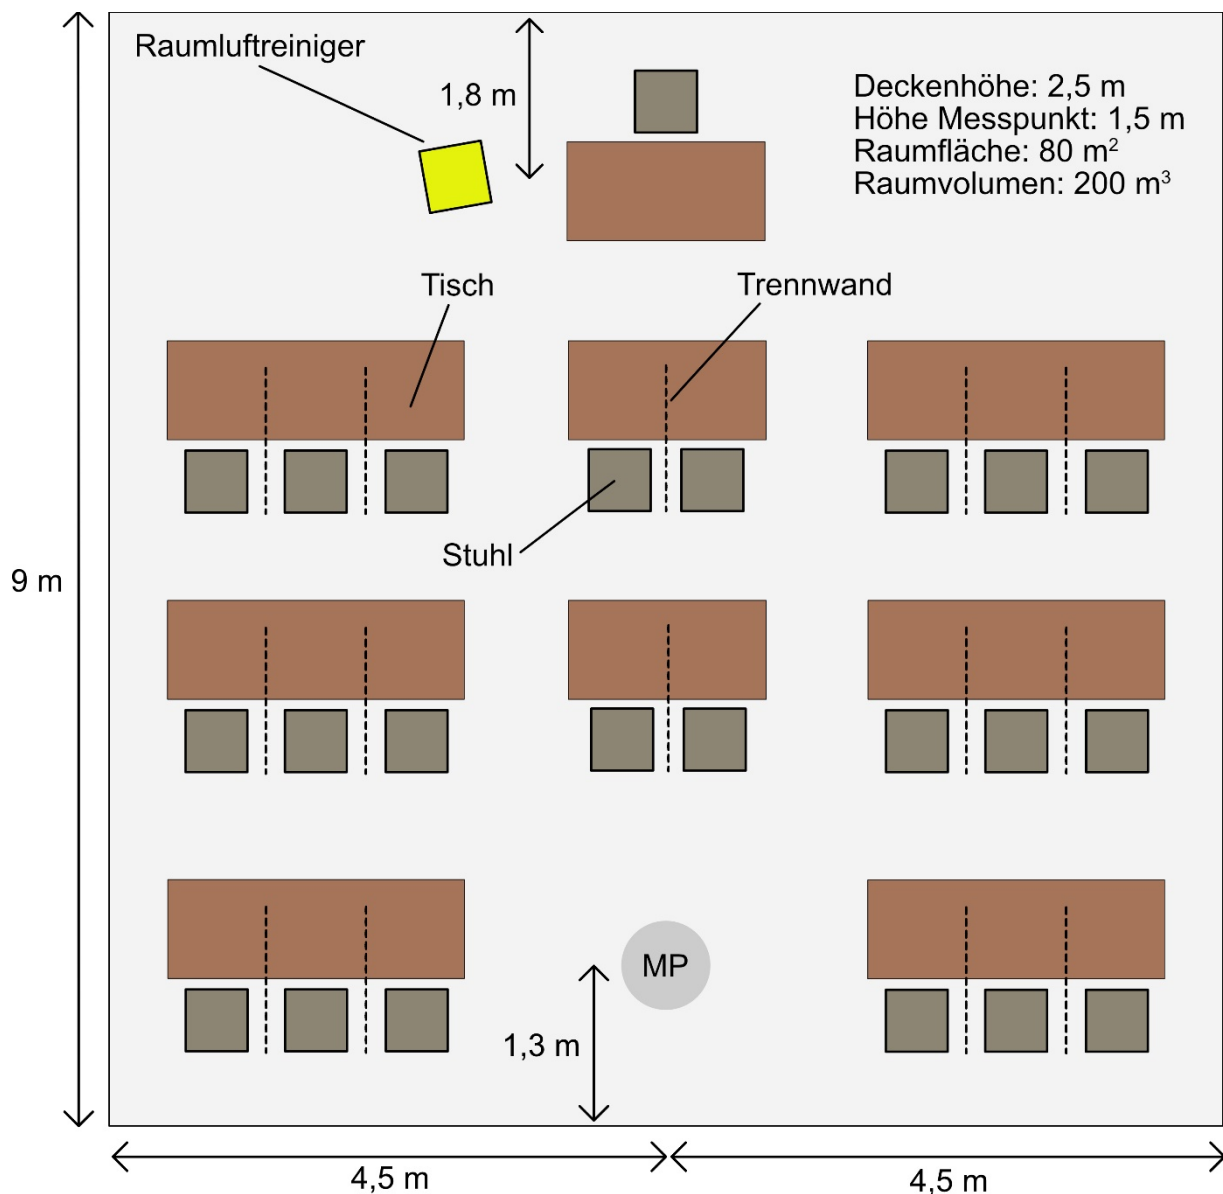 Raumluftreiniger
1,8 m
Deckenhöhe: 2,5 m
Höhe Messpunkt: 1,5 m
Raumfläche: 80 m²
Raumvolumen: 200 m³
Tisch
Trennwand
Stuhl
9 m
MP
1,3 m
4,5 m
4,5 m